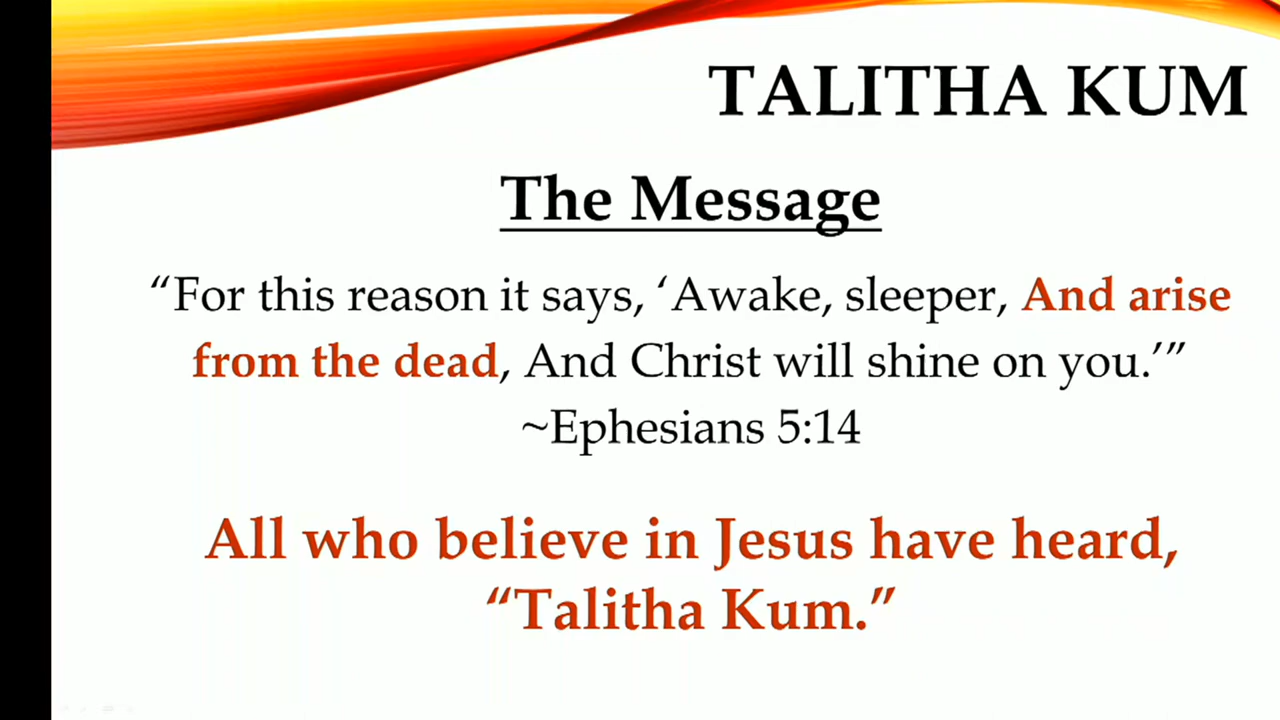 TALITHA KUM
The Message
“For this reason it says, ‘Awake, sleeper, And arise
from the dead, And Christ will shine on you.’”
~Ephesians 5:14
All who believe in Jesus have heard,
“Talitha Kum.”